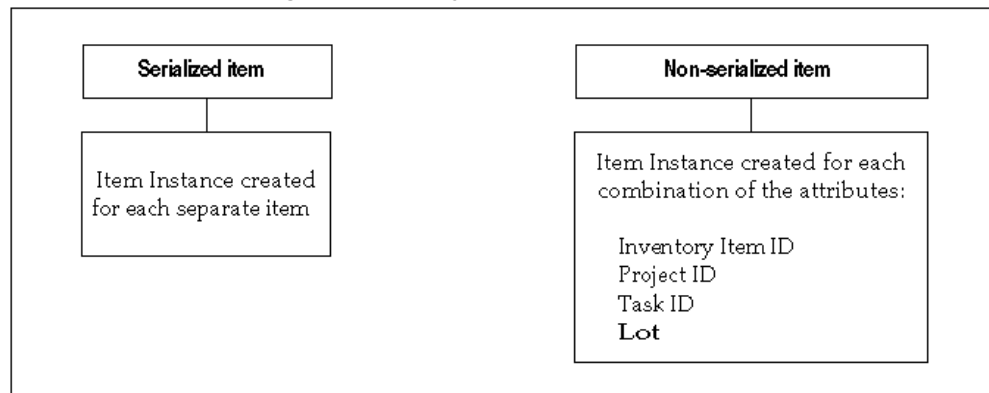 Serialized item
Item Instance created
for each separate item
Non-serialized item
Item Instance created for each
combination of the attributes:
Inventory Item ID
Project ID
Task ID
Lot